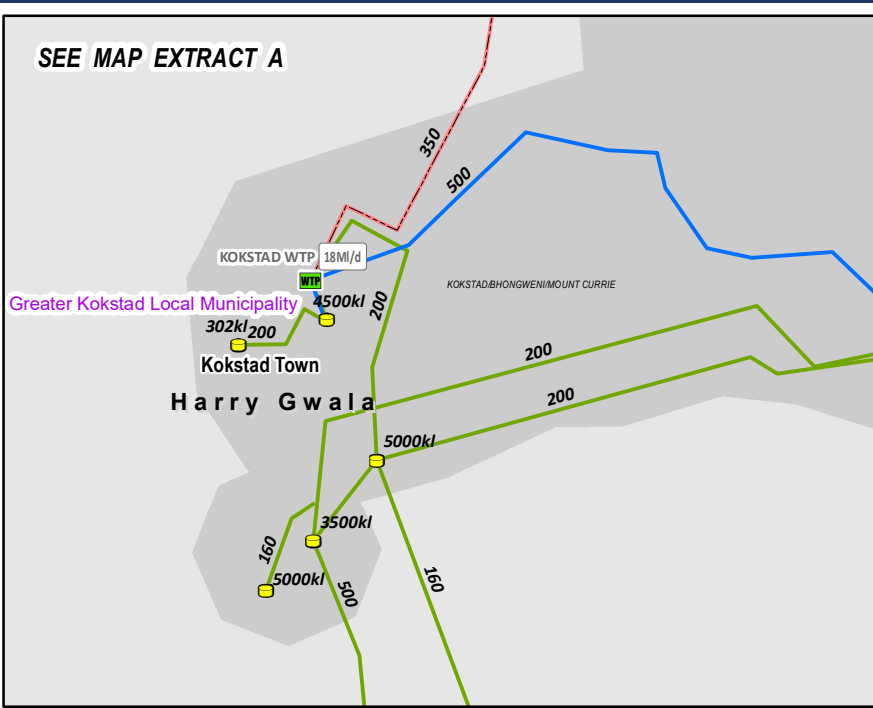 SEE MAP EXTRACT A
350
500
KOKSTAD WTP
18Ml/d
WTP
KOKSTAD/BHONGWENI/MOUNT CURRIE
Greater Kokstad Local Municipality
4500kl
200
302kl
200
Kokstad Town
200
Harry Gwala
200
5000kl
3500kl
160
5000kl
500
160